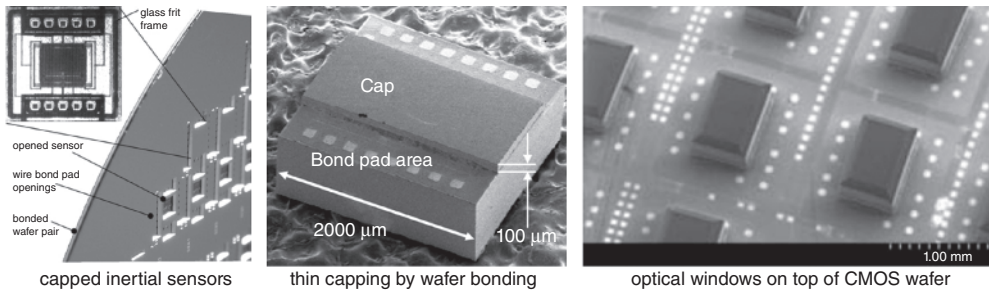 glass frit
frame
opened sensor
wire bond pad
openings
bonded
wafer pair
capped inertial sensors
Cap
Bond pad area
2000 µm
100 µm
thin capping by wafer bonding
1.00 mm
optical windows on top of CMOS wafer